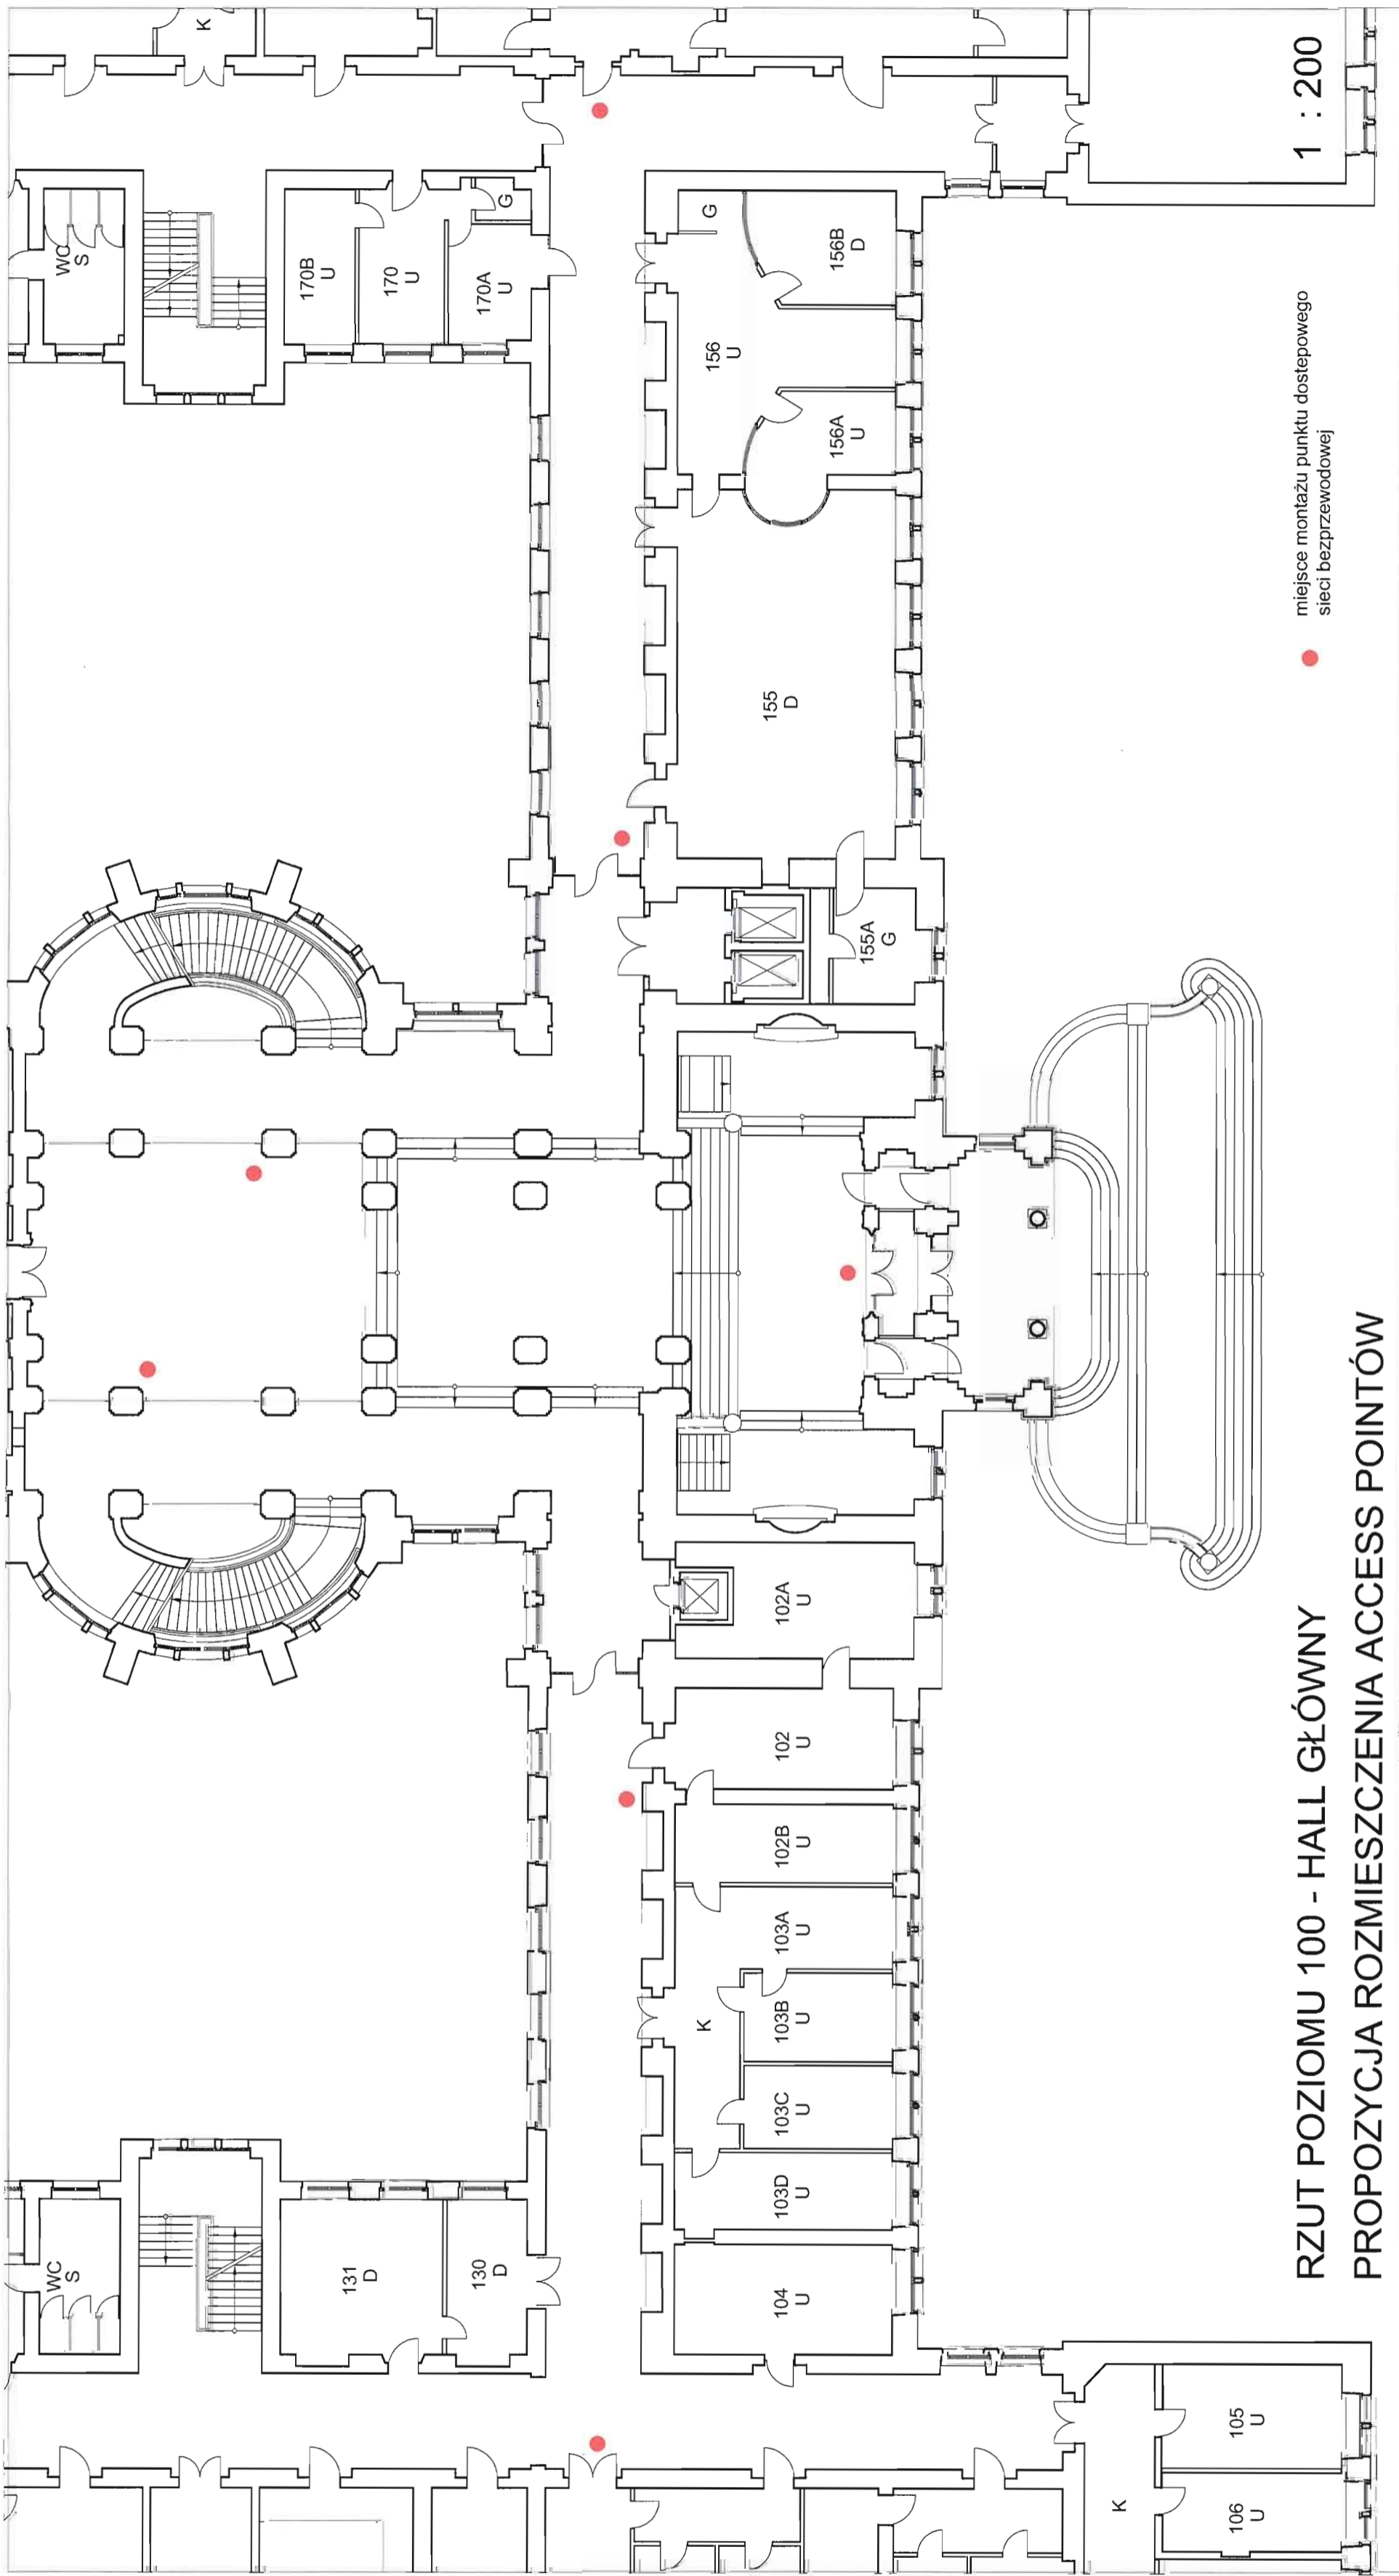 WC
S
WC
S
K
131
D
130
D
170B
U
170
U
170A
U
G
K
104
U
103D
U
103C
U
103B
U
103A
U
102B
U
102
U
102A
U
155
D
155A
G
156
U
G
156A
U
156B
D
K
106
U
105
U
miejsce montażu punktu dostepowego
sieci bezprzewodowej
1 : 200
RZUT POZIOMU 100 - HALL GŁÓWNY
PROPOZYCJA ROZMIESZCZENIA ACCESS POINTÓW